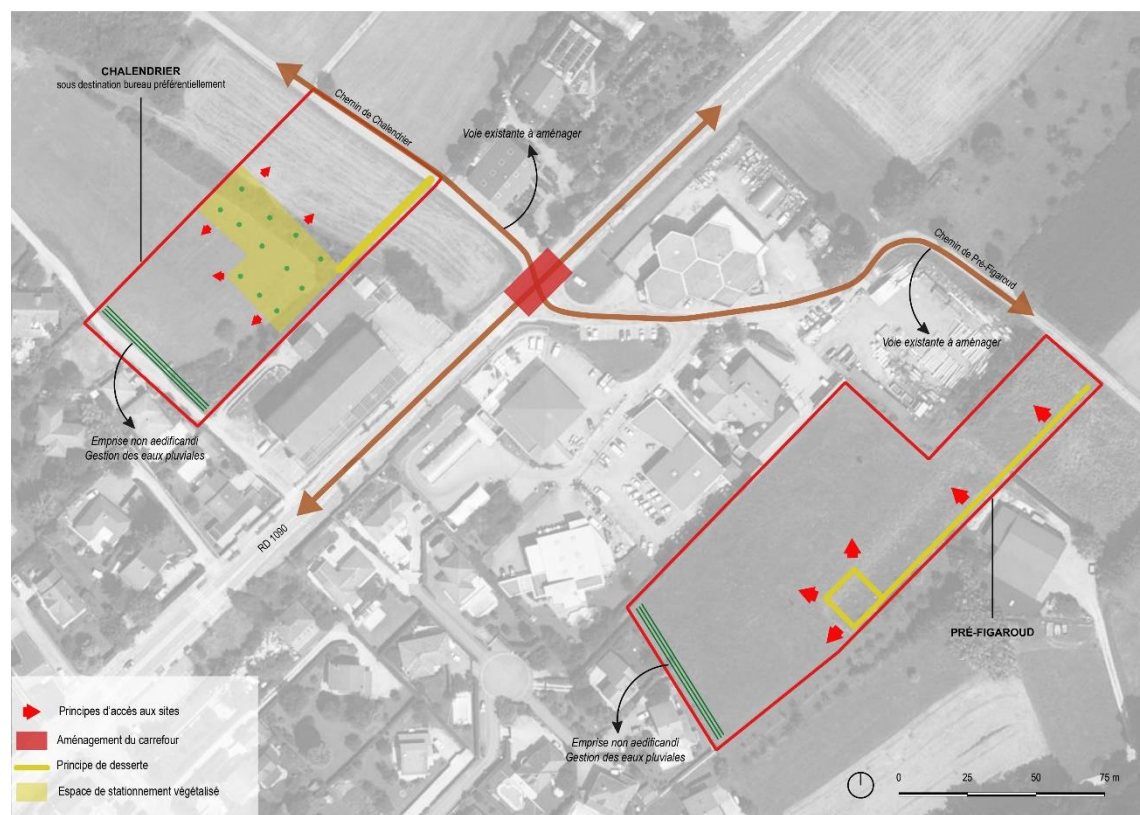 CHALENDRIER
sous destination bureau préférentiellement
Chemin de Chalendrier
Voie existante à aménager
Chemin de Pré-Figaroud
Voie existante à aménager
Emprise non aedificandi
Gestion des eaux pluviales
RD 1090
PRÉ-FIGAROUD
Emprise non aedificandi
Gestion des eaux pluviales
Principes d'accès aux sites
Aménagement du carrefour
Principe de desserte
Espace de stationnement végétalisé
0 25 50 75 m